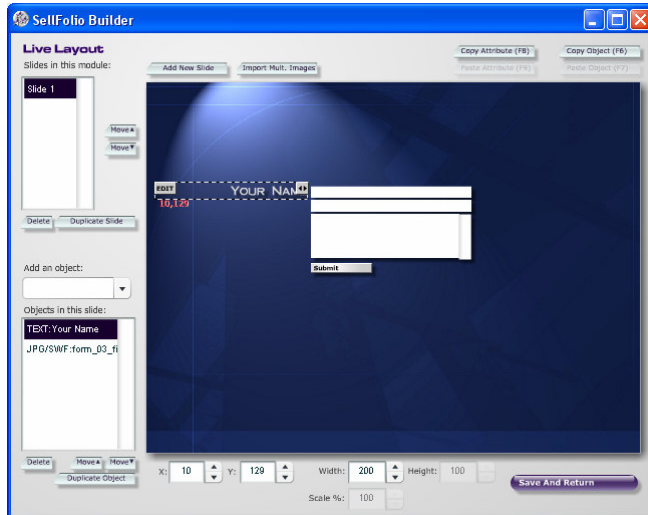 SellFolio Builder
Live Layout
Slides in this module:
Add New Slide
Import Mult. Images
Copy Attribute (F8)
Copy Object (F6)
Paste Attribute (F9)
Paste Object (F7)
Slide 1
Move
Move
EDIT
YOUR NAM
10,129
Submit
Delete
Duplicate Slide
Add an object:
Objects in this slide:
TEXT:Your Name
JPG/SWF:form_03_fi
Delete
Move
Move
Duplicate Object
X: 10
Y: 129
Width: 200
Height: 100
Scale %: 100
Save And Return